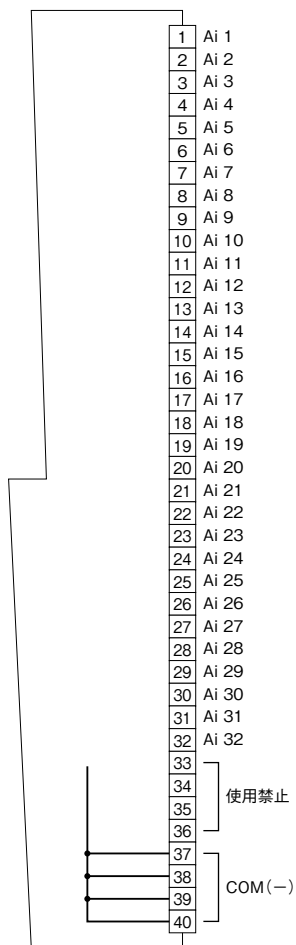 1 Ai 1
2 Ai 2
3 Ai 3
4 Ai 4
5 Ai 5
6 Ai 6
7 Ai 7
8 Ai 8
9 Ai 9
10 Ai 10
11 Ai 11
12 Ai 12
13 Ai 13
14 Ai 14
15 Ai 15
16 Ai 16
17 Ai 17
18 Ai 18
19 Ai 19
20 Ai 20
21 Ai 21
22 Ai 22
23 Ai 23
24 Ai 24
25 Ai 25
26 Ai 26
27 Ai 27
28 Ai 28
29 Ai 29
30 Ai 30
31 Ai 31
32 Ai 32
33
34
使用禁止
35
36
37
38
COM(−)
39
40